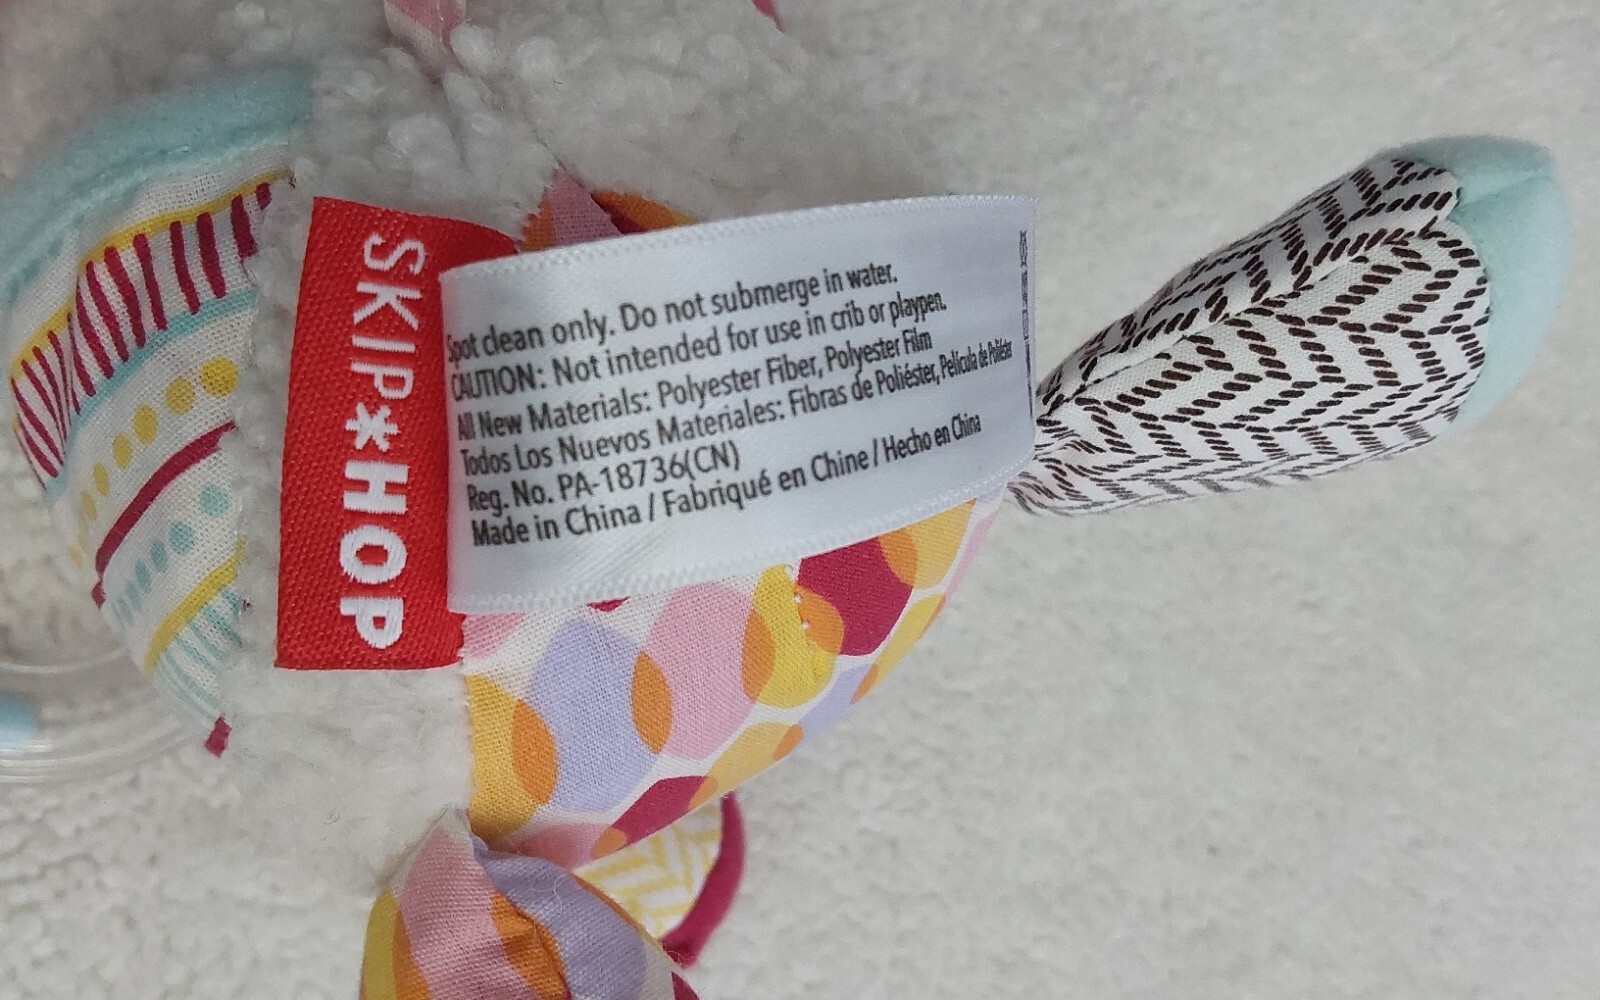 SKIP*HOP
Spot clean only. Do not submerge in water.
CAUTION: Not intended for use in crib or playpen.
All New Materials: Polyester Fiber, Polyester Film
Todos Los Nuevos Materiales: Fibras de Poliéster, Película de Poliéster
Reg. No. PA-18736(CN)
Made in China / Fabriqué en Chine / Hecho en China